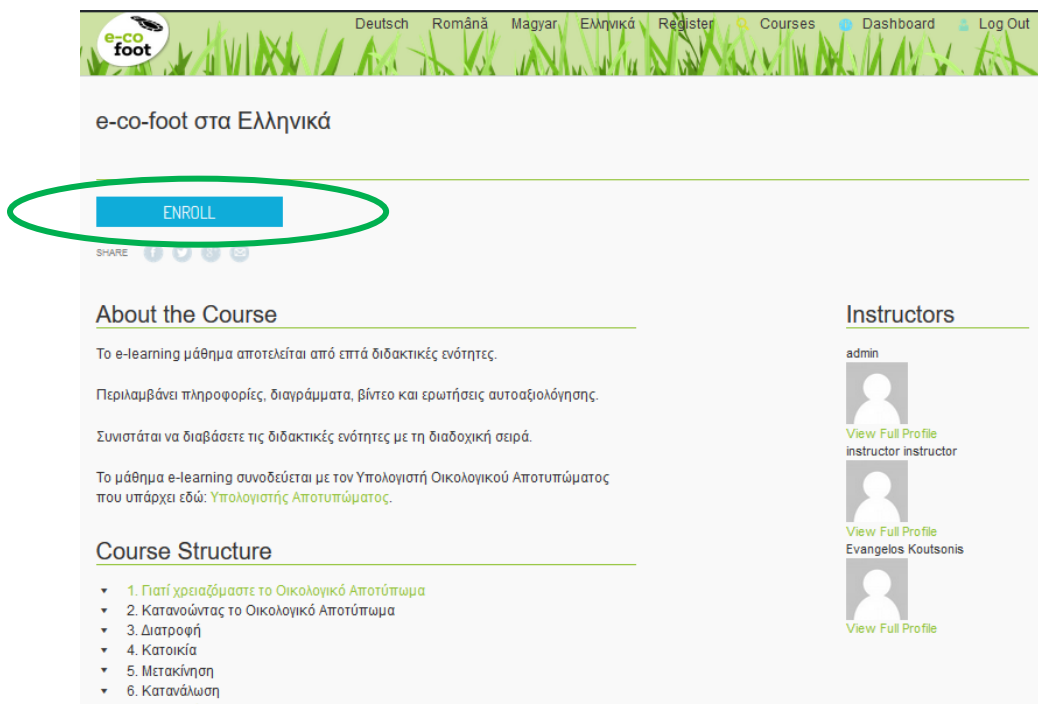 e-co
foot
Deutsch Română Magyar Ελληνικά Register Courses Dashboard Log Out
e-co-foot στα Ελληνικά
ENROLL
SHARE
About the Course
Το e-learning μάθημα αποτελείται από επτά διδακτικές ενότητες.
Περιλαμβάνει πληροφορίες, διαγράμματα, βίντεο και ερωτήσεις αυτοαξιολόγησης.
Συνιστάται να διαβάσετε τις διδακτικές ενότητες με τη διαδοχική σειρά.
Το μάθημα e-learning συνοδεύεται με τον Υπολογιστή Οικολογικού Αποτυπώματος
που υπάρχει εδώ: Υπολογιστής Αποτυπώματος.
Course Structure
1. Γιατί χρειαζόμαστε το Οικολογικό Αποτύπωμα
2. Κατανοώντας το Οικολογικό Αποτύπωμα
3. Διατροφή
4. Κατοικία
5. Μετακίνηση
6. Κατανάλωση
Instructors
admin
View Full Profile
instructor instructor
View Full Profile
Evangelos Koutsonis
View Full Profile